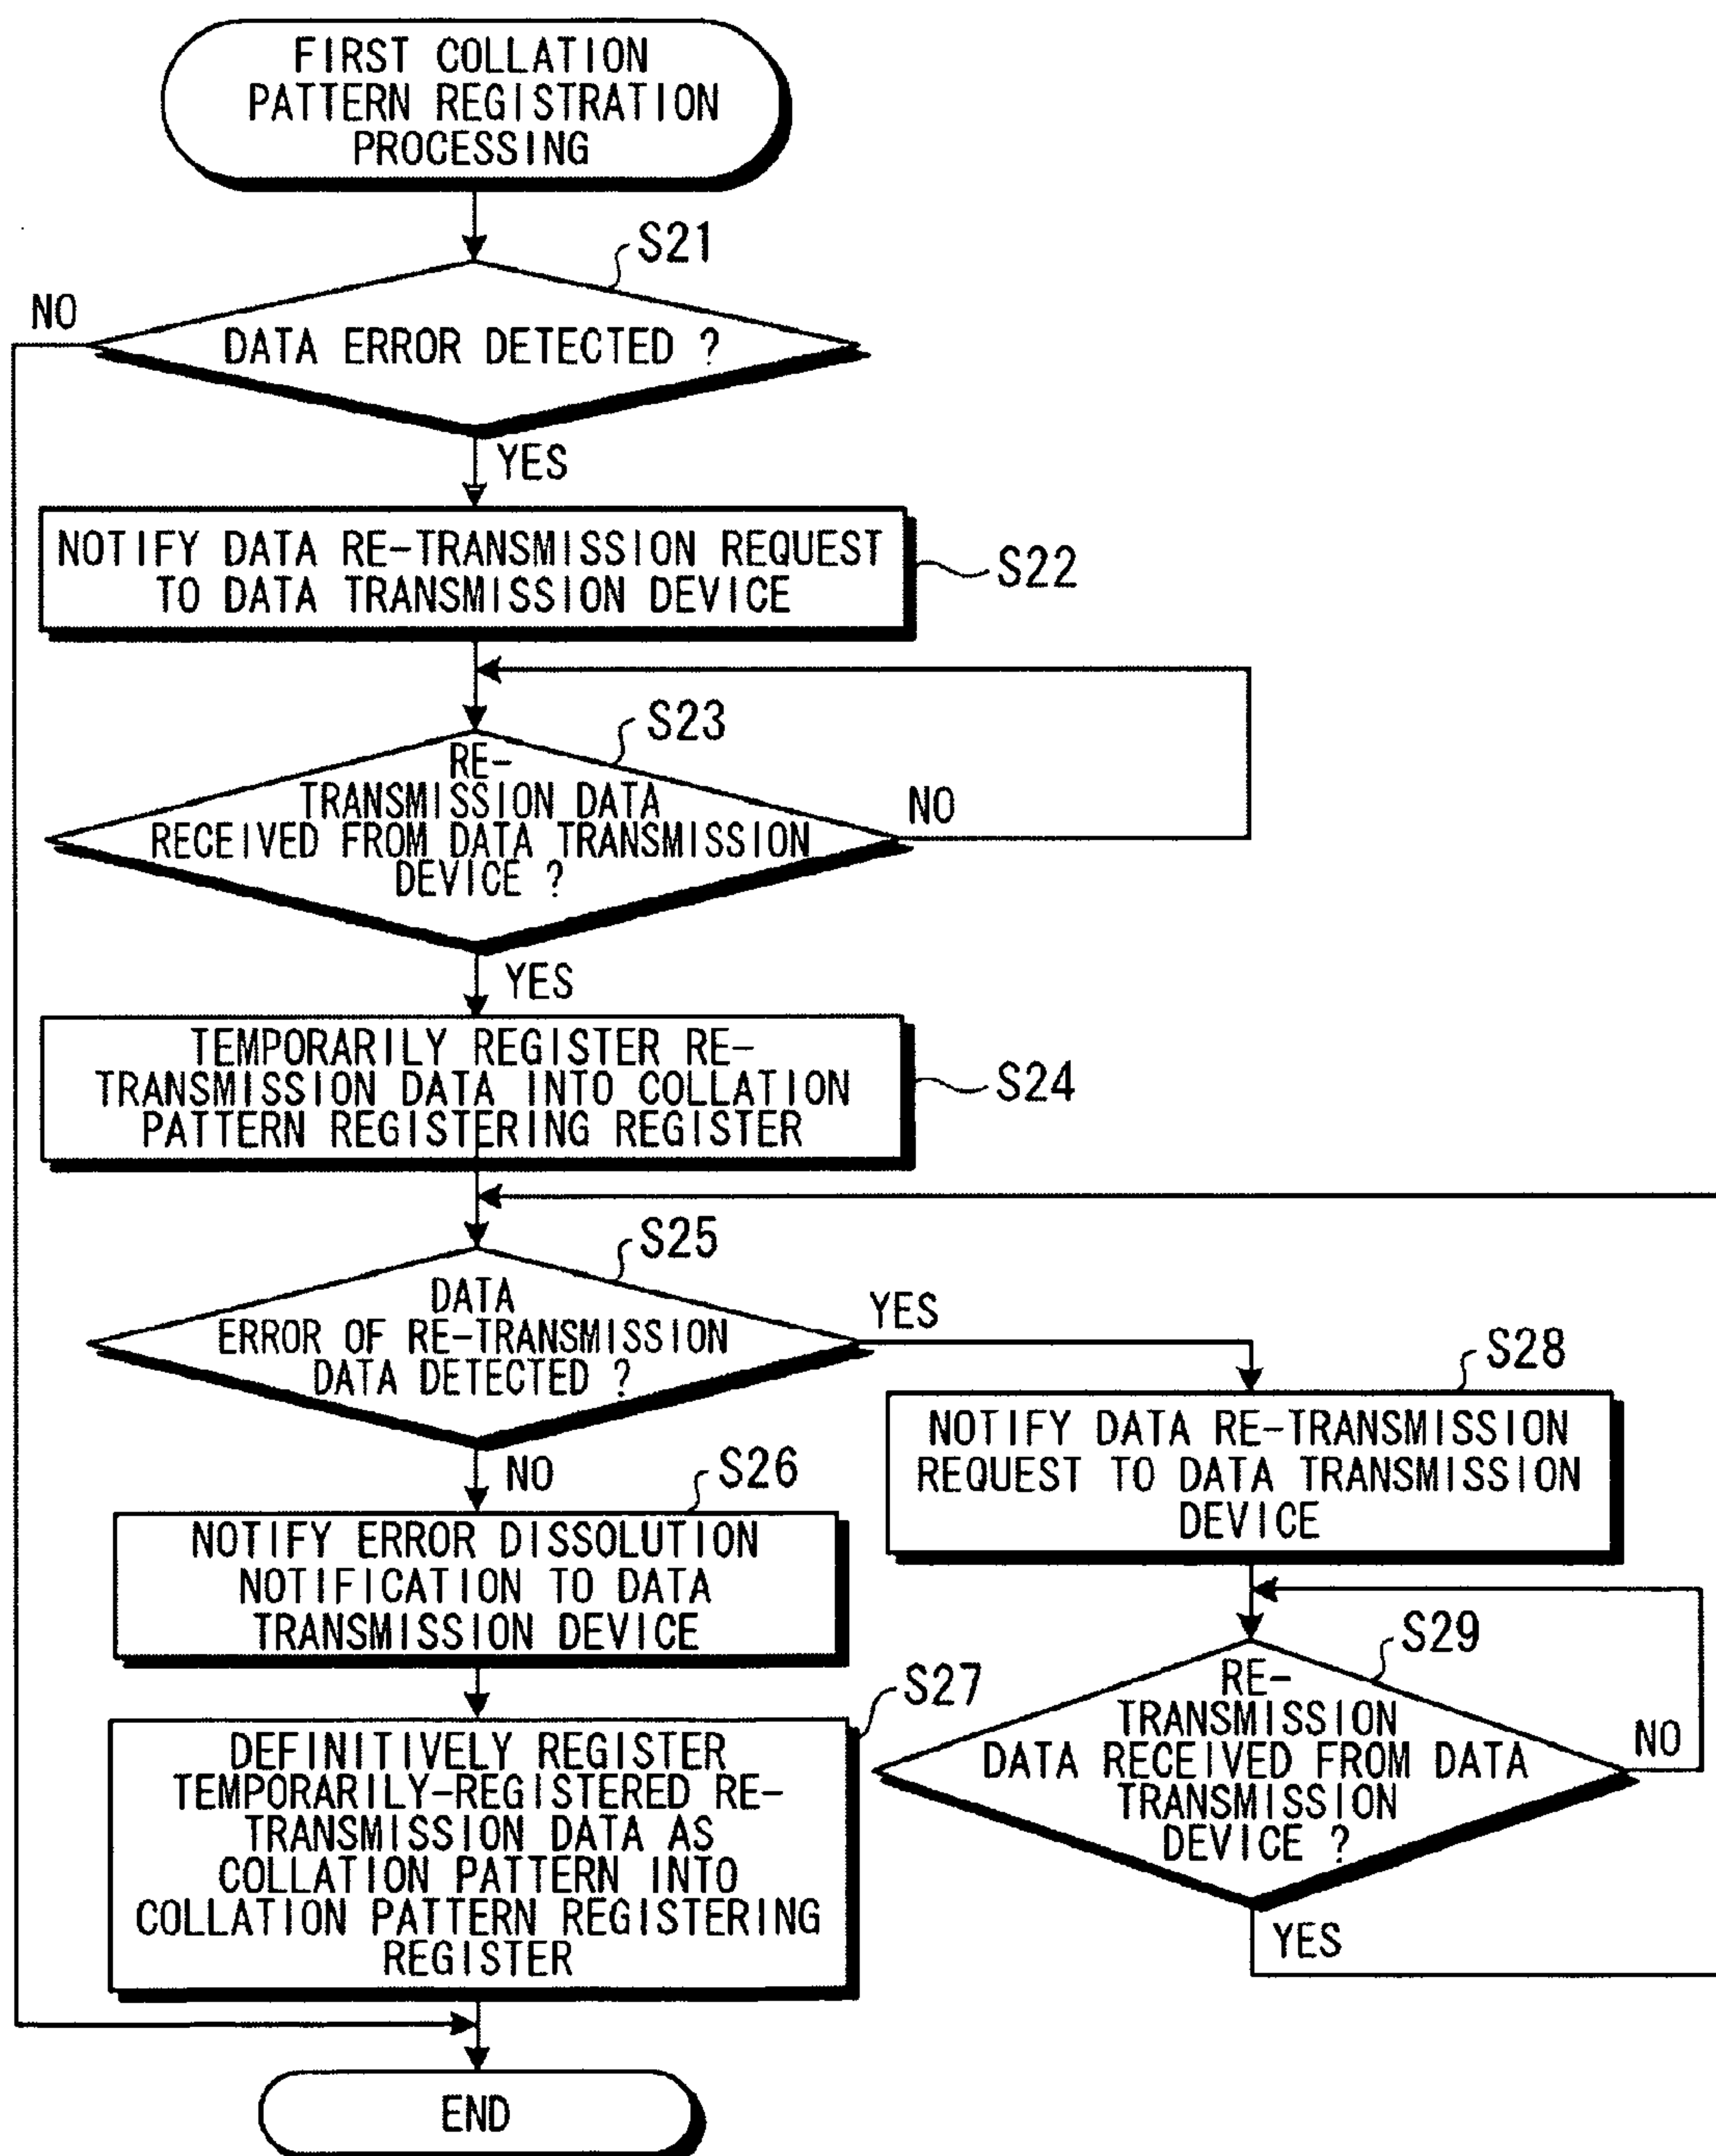 FIRST COLLATION
PATTERN REGISTRATION
PROCESSING
S21
NO
DATA ERROR DETECTED ?
YES
NOTIFY DATA RE-TRANSMISSION REQUEST
TO DATA TRANSMISSION DEVICE
S22
S23
RE-
TRANSMISSION DATA
RECEIVED FROM DATA TRANSMISSION
DEVICE ?
NO
YES
TEMPORARILY REGISTER RE-
TRANSMISSION DATA INTO COLLATION
PATTERN REGISTERING REGISTER
S24
S25
DATA
ERROR OF RE-TRANSMISSION
DATA DETECTED ?
YES
NO
S26
NOTIFY ERROR DISSOLUTION
NOTIFICATION TO DATA
TRANSMISSION DEVICE
S27
DEFINITIVELY REGISTER
TEMPORARILY-REGISTERED RE-
TRANSMISSION DATA AS
COLLATION PATTERN INTO
COLLATION PATTERN REGISTERING
REGISTER
S28
NOTIFY DATA RE-TRANSMISSION
REQUEST TO DATA TRANSMISSION
DEVICE
S29
RE-
TRANSMISSION
DATA RECEIVED FROM DATA
TRANSMISSION
DEVICE ?
NO
YES
END